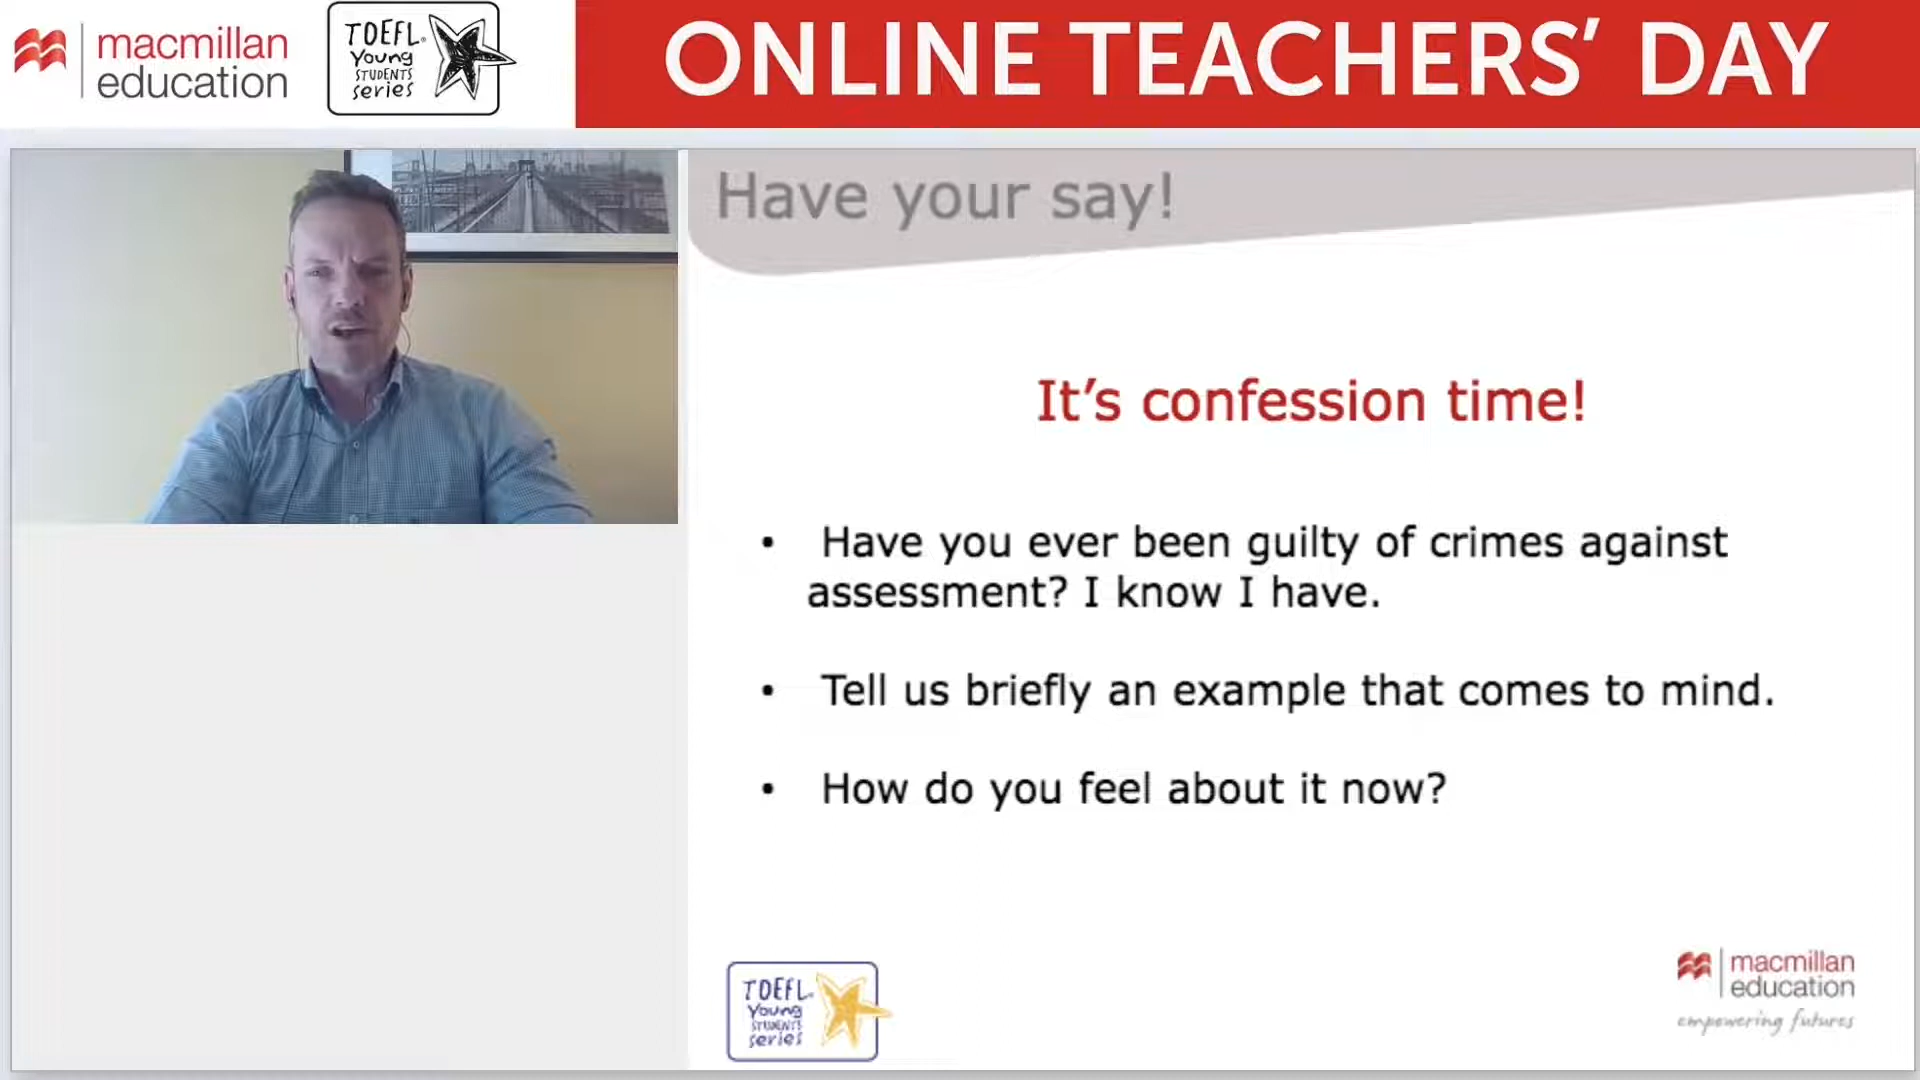 macmillan
education
TOEFL®
Young
STUDENTS
series
ONLINE TEACHERS’ DAY
Have your say!
It’s confession time!
• Have you ever been guilty of crimes against
assessment? I know I have.
• Tell us briefly an example that comes to mind.
• How do you feel about it now?
TOEFL®
Young
STUDENTS
series
macmillan
education
empowering futures